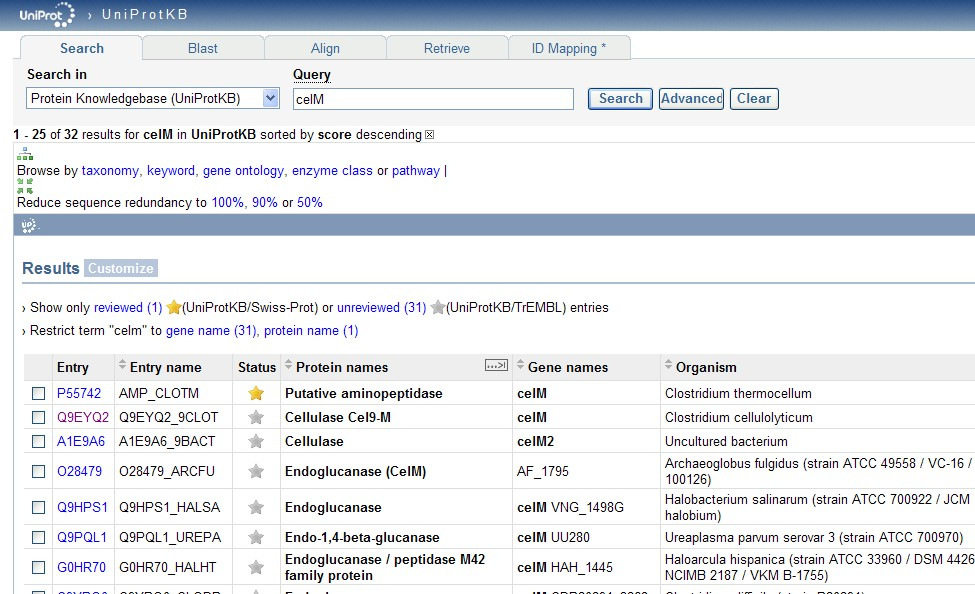 UniProt › UniProtKB
Search Blast Align Retrieve ID Mapping *
Search in Query
Protein Knowledgebase (UniProtKB) celM Search Advanced Clear
1 - 25 of 32 results for celM in UniProtKB sorted by score descending
Browse by taxonomy, keyword, gene ontology, enzyme class or pathway |
Reduce sequence redundancy to 100%, 90% or 50%
UP
Results Customize
› Show only reviewed (1) (UniProtKB/Swiss-Prot) or unreviewed (31) (UniProtKB/TrEMBL) entries
› Restrict term "celm" to gene name (31), protein name (1)
Entry Entry name Status Protein names ...>| Gene names Organism
P55742 AMP_CLOTM Putative aminopeptidase celM Clostridium thermocellum
Q9EYQ2 Q9EYQ2_9CLOT Cellulase Cel9-M celM Clostridium cellulolyticum
A1E9A6 A1E9A6_9BACT Cellulase celM2 Uncultured bacterium
O28479 O28479_ARCFU Endoglucanase (CelM) AF_1795 Archaeoglobus fulgidus (strain ATCC 49558 / VC-16 /
100126)
Q9HPS1 Q9HPS1_HALSA Endoglucanase celM VNG_1498G Halobacterium salinarum (strain ATCC 700922 / JCM
halobium)
Q9PQL1 Q9PQL1_UREPA Endo-1,4-beta-glucanase celM UU280 Ureaplasma parvum serovar 3 (strain ATCC 700970)
G0HR70 G0HR70_HALHT Endoglucanase / peptidase M42 celM HAH_1445 Haloarcula hispanica (strain ATCC 33960 / DSM 4426
family protein NCIMB 2187 / VKM B-1755)